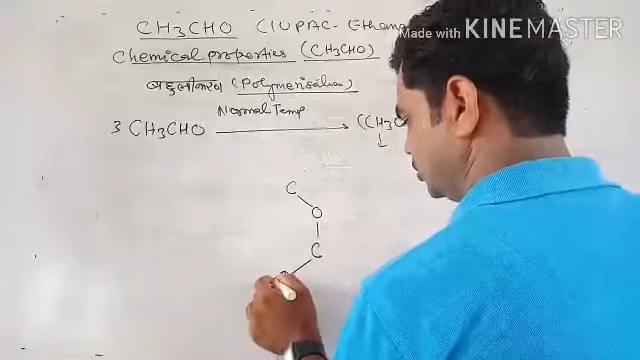 Made with KINEMASTER
CH3CHO (IUPAC- Ethana
Chemical properties (CH3CHO)
बहुलीकरण (Polymerisation)
Normal Temp
3 CH3CHO ⟶ ((CH3C
↓
C
O
C